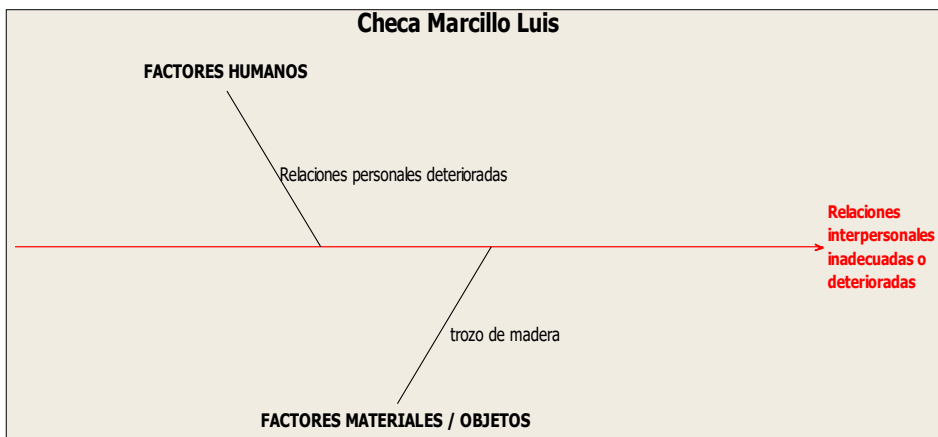 Checa Marcillo Luis
FACTORES HUMANOS
Relaciones personales deterioradas
Relaciones
interpersonales
inadecuadas o
deterioradas
trozo de madera
FACTORES MATERIALES / OBJETOS